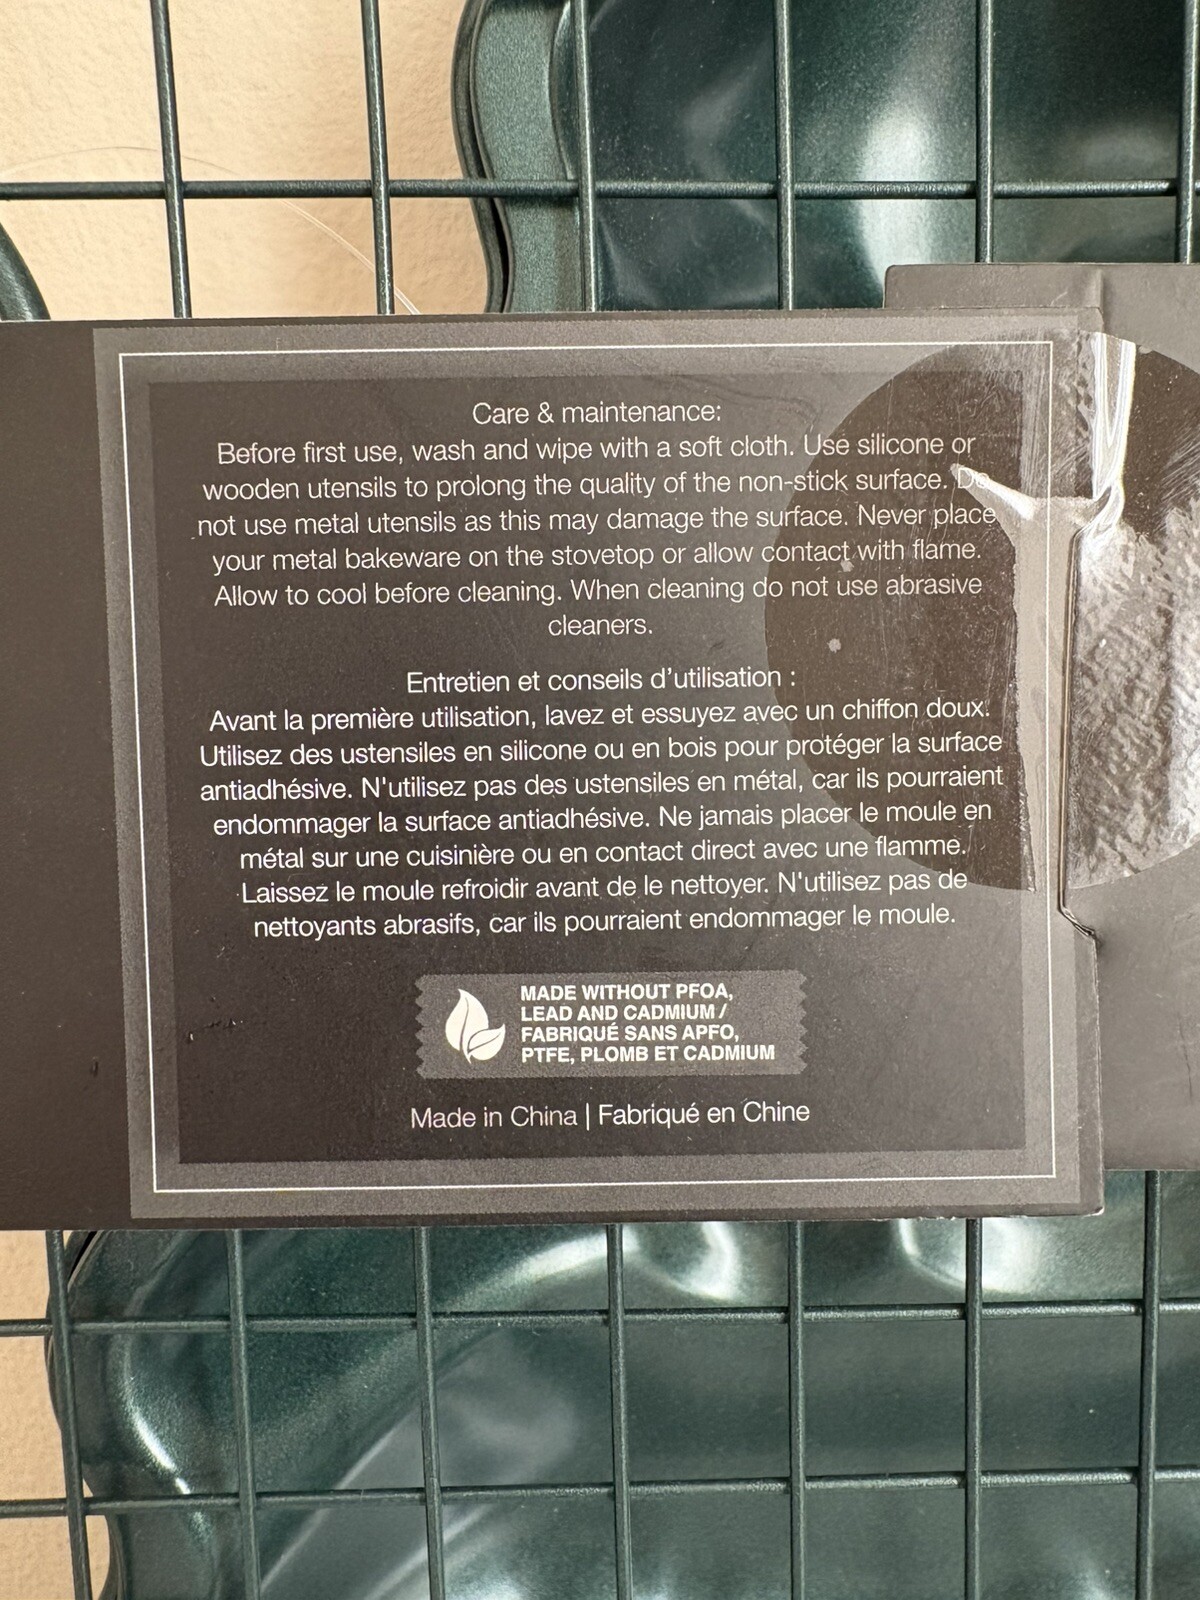 Care & maintenance:
Before first use, wash and wipe with a soft cloth. Use silicone or
wooden utensils to prolong the quality of the non-stick surface. Do
not use metal utensils as this may damage the surface. Never place
your metal bakeware on the stovetop or allow contact with flame.
Allow to cool before cleaning. When cleaning do not use abrasive
cleaners.
Entretien et conseils d'utilisation :
Avant la première utilisation, lavez et essuyez avec un chiffon doux.
Utilisez des ustensiles en silicone ou en bois pour protéger la surface
antiadhésive. N'utilisez pas des ustensiles en métal, car ils pourraient
endommager la surface antiadhésive. Ne jamais placer le moule en
métal sur une cuisinière ou en contact direct avec une flamme.
Laissez le moule refroidir avant de le nettoyer. N'utilisez pas de
nettoyants abrasifs, car ils pourraient endommager le moule.
MADE WITHOUT PFOA,
LEAD AND CADMIUM /
FABRIQUÉ SANS APFO,
PTFE, PLOMB ET CADMIUM
Made in China | Fabriqué en Chine